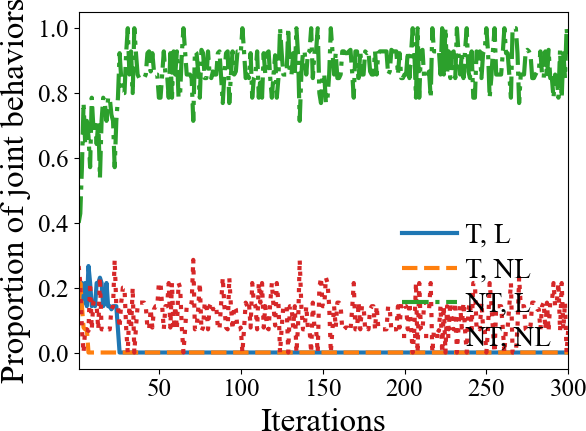 Proportion of joint behaviors
1.0
0.8
0.6
0.4
0.2
0.0
T, L
T, NL
NT, L
NT, NL
50
100
150
200
250
300
Iterations